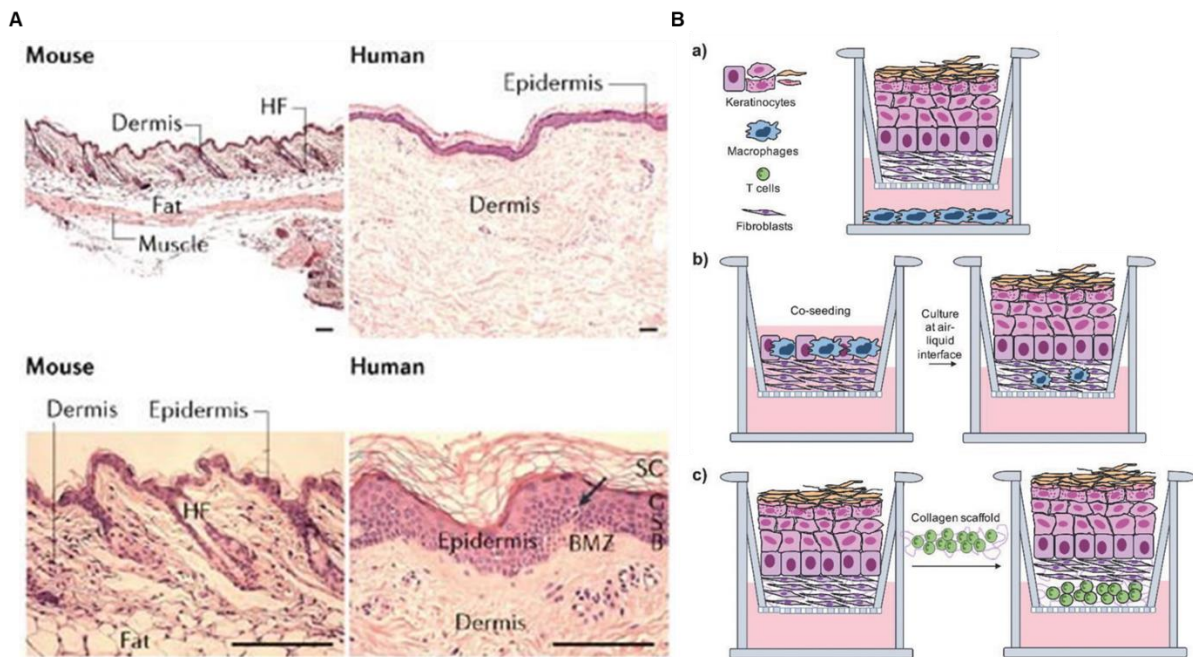 A
B
Mouse
Human
Dermis
HF
Fat
Muscle
Epidermis
Dermis
Mouse
Human
Dermis
Epidermis
HF
Fat
Epidermis
BMZ
Dermis
SC
C
S
B
a)
Keratinocytes
Macrophages
T cells
Fibroblasts
b)
Co-seeding
Culture
at air-
liquid
interface
c)
Collagen scaffold